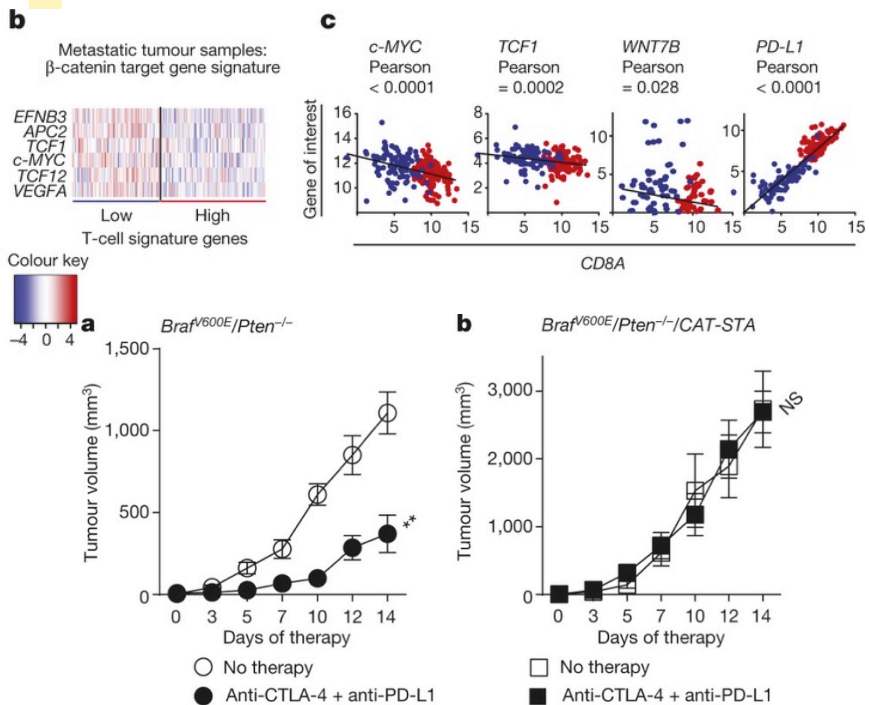 b
Metastatic tumour samples:
β-catenin target gene signature
EFNB3
APC2
TCF1
c-MYC
TCF12
VEGFA
Low High
T-cell signature genes
Colour key
−4 0 4
c
c-MYC TCF1 WNT7B PD-L1
Pearson Pearson Pearson Pearson
< 0.0001 = 0.0002 = 0.028 < 0.0001
Gene of interest
16
14
12
10
8
6
4
2
10
5
10
5
5 10 15 5 10 15 5 10 15 5 10 15
CD8A
a
BrafV600E/Pten−/−
Tumour volume (mm3)
1,500
1,000
500
0
0 3 5 7 10 12 14
Days of therapy
**
No therapy
Anti-CTLA-4 + anti-PD-L1
b
BrafV600E/Pten−/−/CAT-STA
Tumour volume (mm3)
3,000
2,000
1,000
0
0 3 5 7 10 12 14
Days of therapy
NS
No therapy
Anti-CTLA-4 + anti-PD-L1